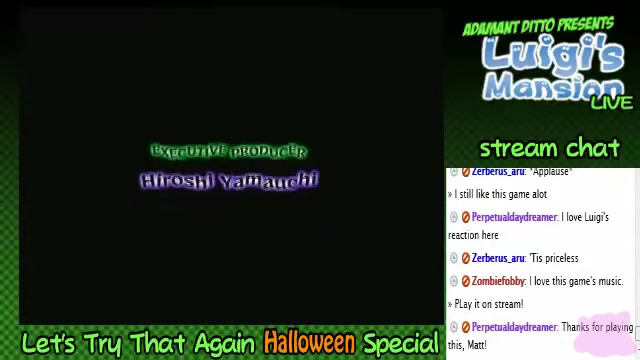 ADAMANT DITTO PRESENTS
Luigi's
Mansion
LIVE
stream chat
EXECUTIVE PRODUCER
Hiroshi Yamauchi
Zerberus_aru: *Applause*
» I still like this game alot
Perpetualdaydreamer: I love Luigi's
reaction here
Zerberus_aru: 'Tis priceless
Zombiefobby: I love this game's music.
» PLay it on stream!
Perpetualdaydreamer: Thanks for playing
this, Matt!
Let's Try That Again Halloween Special